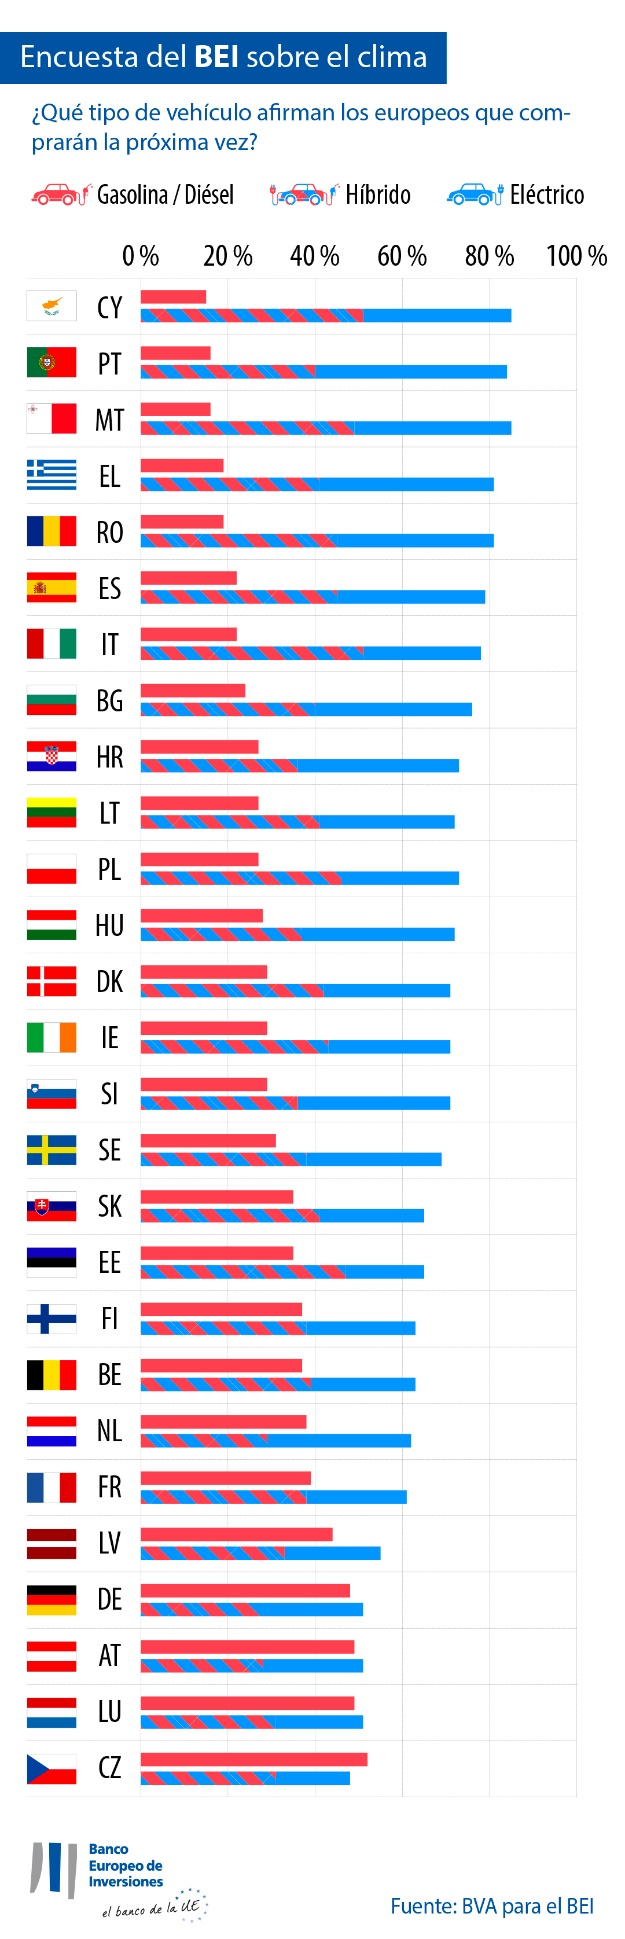 Encuesta del BEI sobre el clima
¿Qué tipo de vehículo afirman los europeos que com-
prarán la próxima vez?
Gasolina / Diésel Híbrido Eléctrico
0 % 20 % 40 % 60 % 80 % 100 %
CY
PT
MT
EL
RO
ES
IT
BG
HR
LT
PL
HU
DK
IE
SI
SE
SK
EE
FI
BE
NL
FR
LV
DE
AT
LU
CZ
Banco
Europeo de
Inversiones
el banco de la UE
Fuente: BVA para el BEI